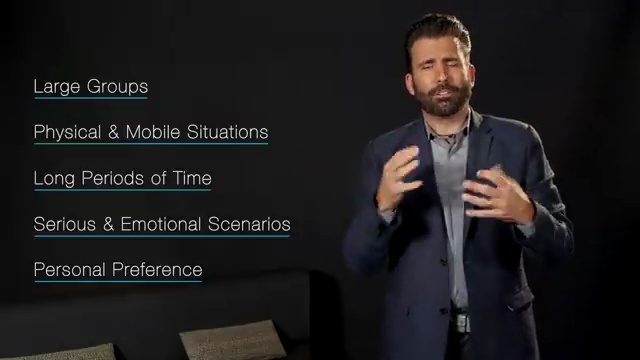 Large Groups
Physical & Mobile Situations
Long Periods of Time
Serious & Emotional Scenarios
Personal Preference